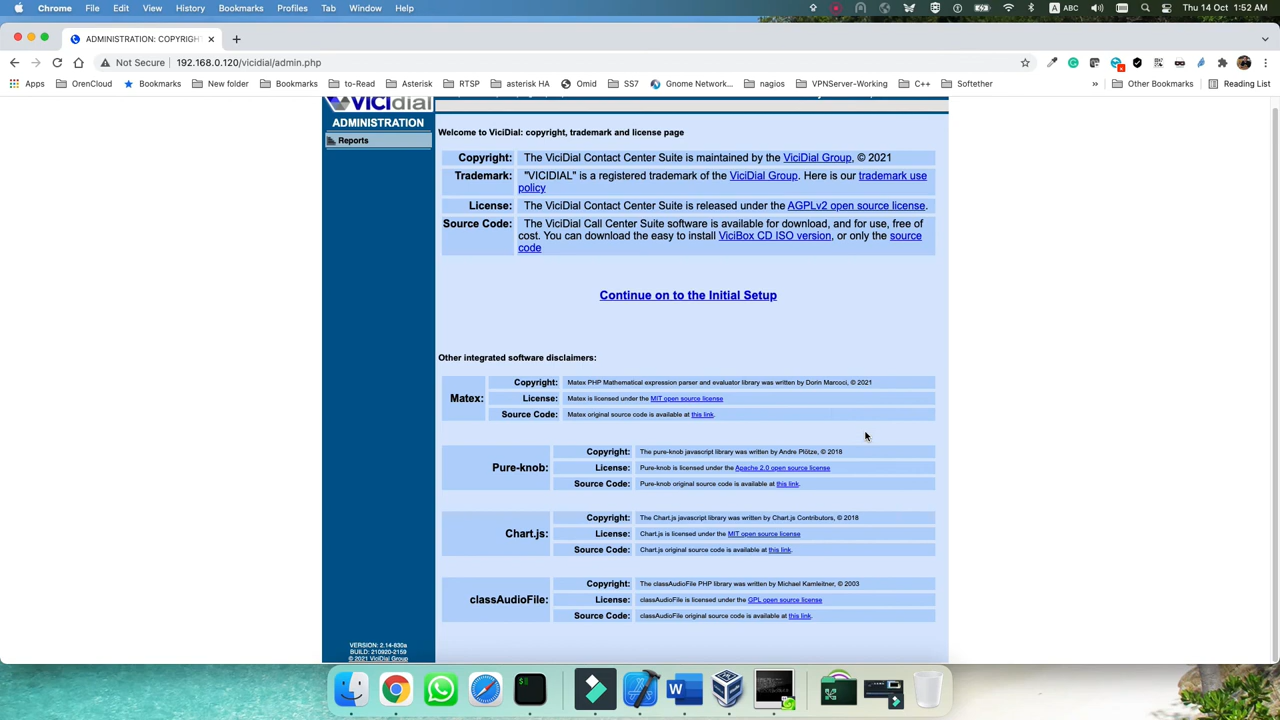 Chrome File Edit View History Bookmarks Profiles Tab Window Help Thu 14 Oct 1:52 AM
ADMINISTRATION: COPYRIGHT
Not Secure 192.168.0.120/vicidial/admin.php
Apps OrenCloud Bookmarks New folder Bookmarks to-Read Asterisk RTSP asterisk HA Omid SS7 Gnome Network... nagios VPNServer-Working C++ Softether » Other Bookmarks Reading List
VICIdial
ADMINISTRATION
Reports
Welcome to ViciDial: copyright, trademark and license page
Copyright: The ViciDial Contact Center Suite is maintained by the ViciDial Group, © 2021
Trademark: "VICIDIAL" is a registered trademark of the ViciDial Group. Here is our trademark use
policy
License: The ViciDial Contact Center Suite is released under the AGPLv2 open source license.
Source Code: The ViciDial Call Center Suite software is available for download, and for use, free of
cost. You can download the easy to install ViciBox CD ISO version, or only the source
code
Continue on to the Initial Setup
Other integrated software disclaimers:
Matex:
Copyright: Matex PHP Mathematical expression parser and evaluator library was written by Dorin Marcoci, © 2021
License: Matex is licensed under the MIT open source license
Source Code: Matex original source code is available at this link.
Pure-knob:
Copyright: The pure-knob javascript library was written by Andre Plötze, © 2018
License: Pure-knob is licensed under the Apache 2.0 open source license
Source Code: Pure-knob original source code is available at this link.
Chart.js:
Copyright: The Chart.js javascript library was written by Chart.js Contributors, © 2018
License: Chart.js is licensed under the MIT open source license
Source Code: Chart.js original source code is available at this link.
classAudioFile:
Copyright: The classAudioFile PHP library was written by Michael Kamleitner, © 2003
License: classAudioFile is licensed under the GPL open source license
Source Code: classAudioFile original source code is available at this link.
VERSION: 2.14-830a
BUILD: 210920-2159
© 2021 ViciDial Group